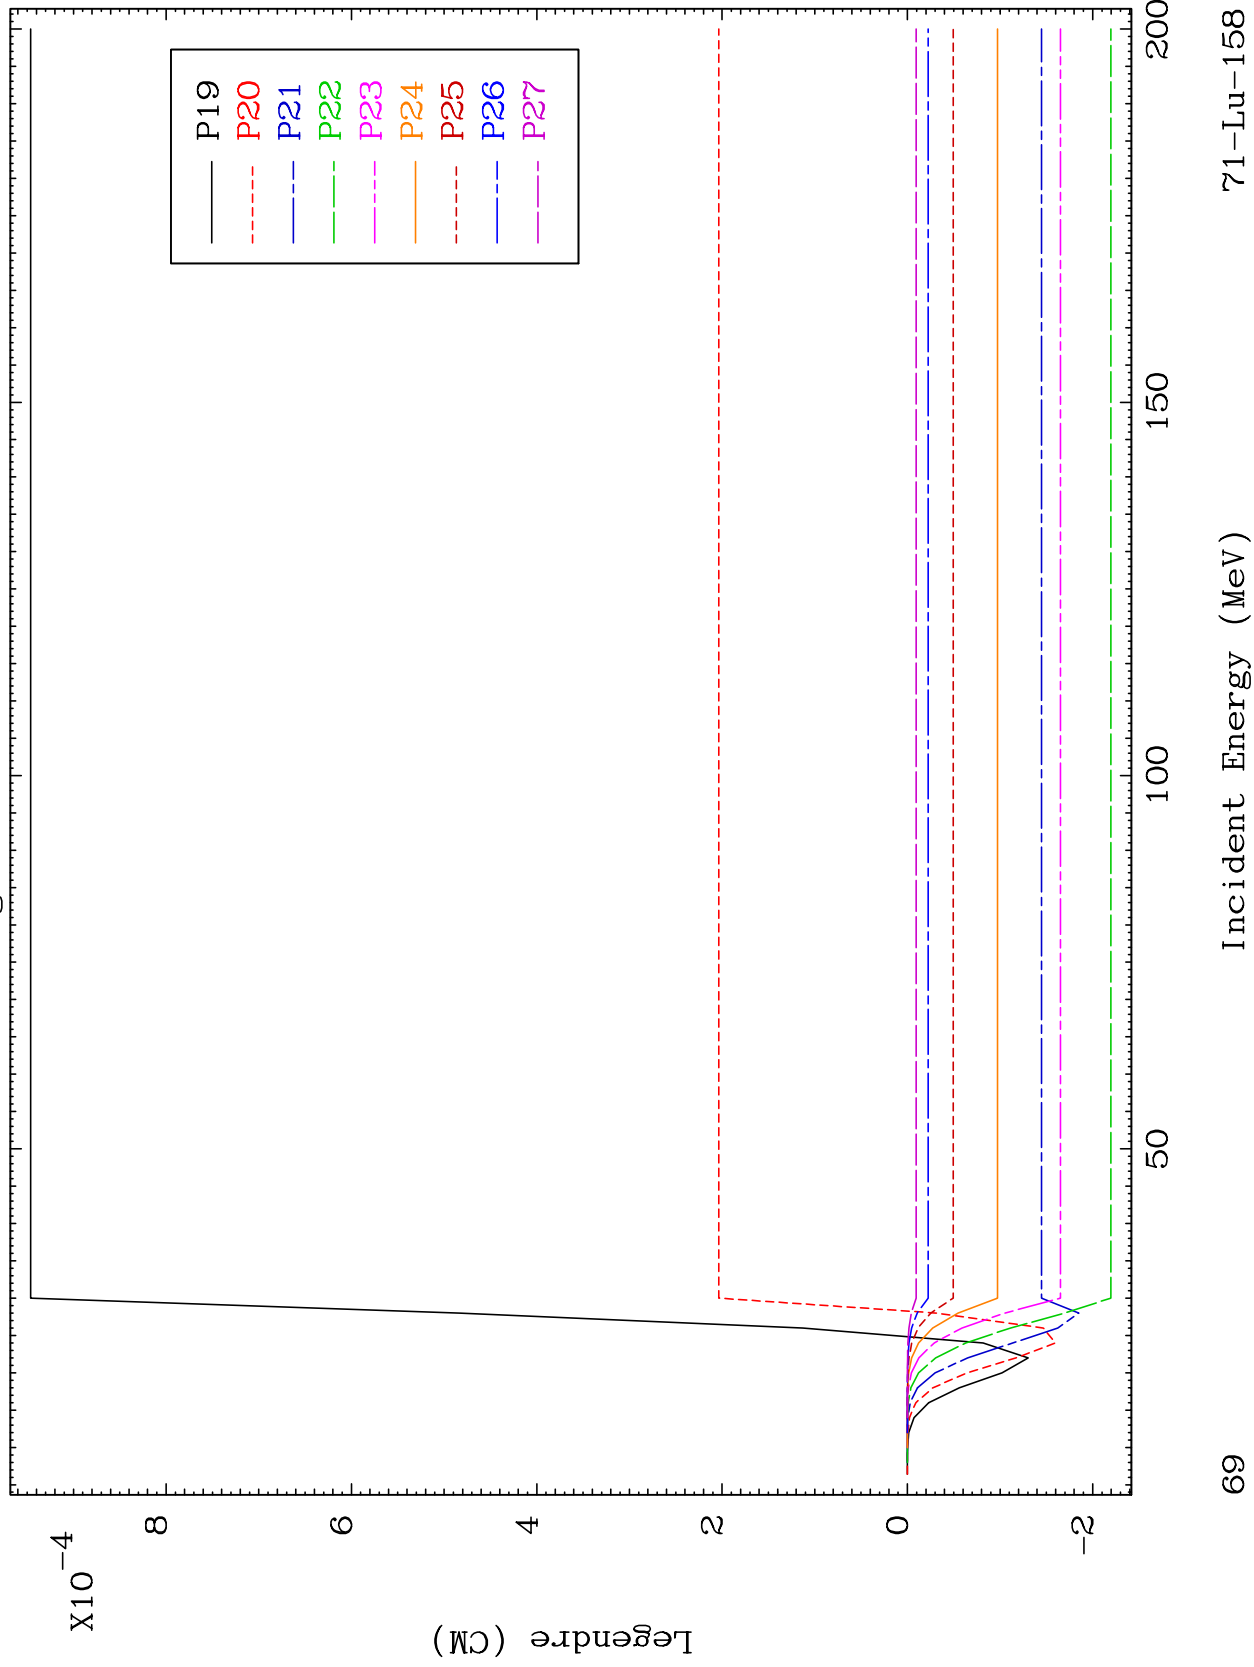 X10-4
8
6
4
2
0
-2
Legendre (CM)
P19
P20
P21
P22
P23
P24
P25
P26
P27
50
100
150
200
69
Incident Energy (MeV)
71-Lu-158